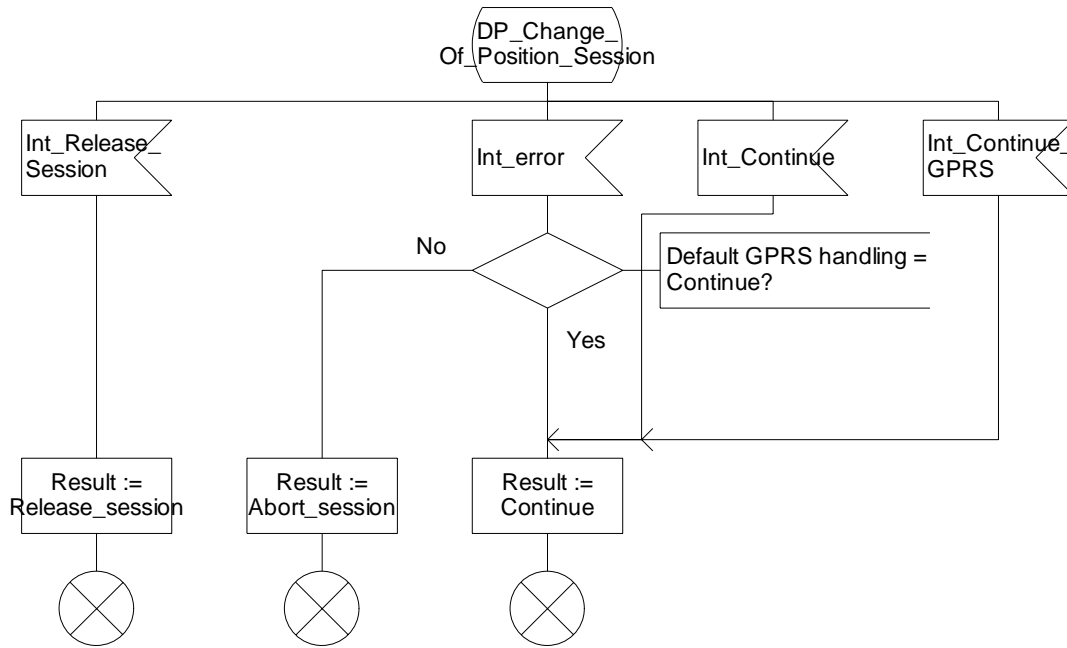 DP_Change_
Of_Position_Session
Int_Release_
Session
Int_error
Int_Continue
Int_Continue_
GPRS
No
Default GPRS handling =
Continue?
Yes
Result :=
Release_session
Result :=
Abort_session
Result :=
Continue